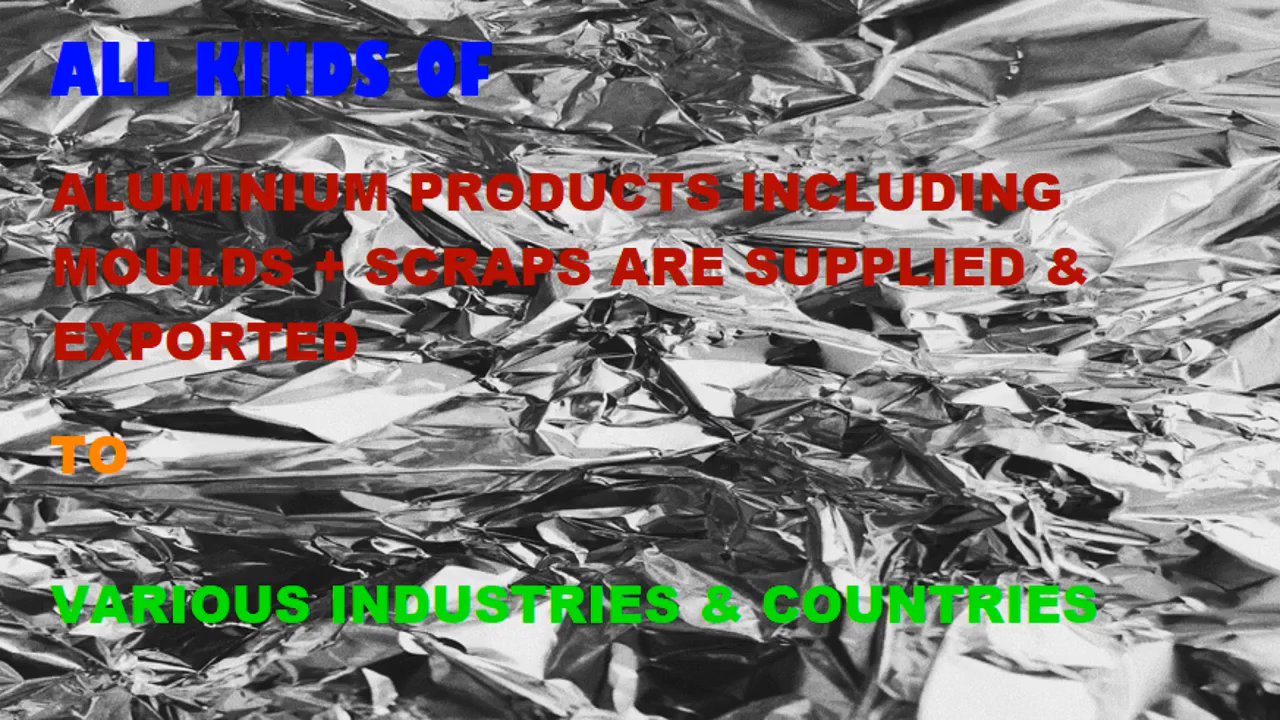 ALL KINDS OF
ALUMINIUM PRODUCTS INCLUDING
MOULDS + SCRAPS ARE SUPPLIED &
EXPORTED
TO
VARIOUS INDUSTRIES & COUNTRIES